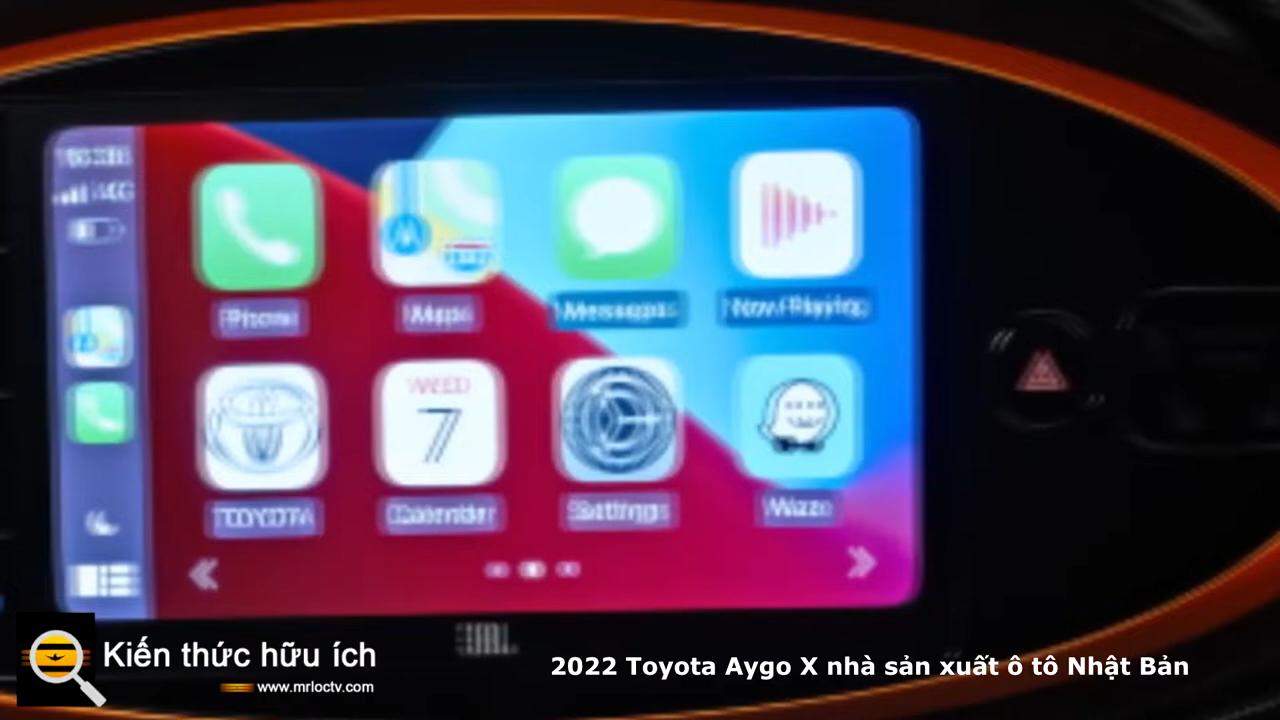 Phone
Maps
Messages
Now Playing
WED
7
TOYOTA
Calendar
Settings
Waze
JBL
Kiến thức hữu ích
www.mrloctv.com
2022 Toyota Aygo X nhà sản xuất ô tô Nhật Bản